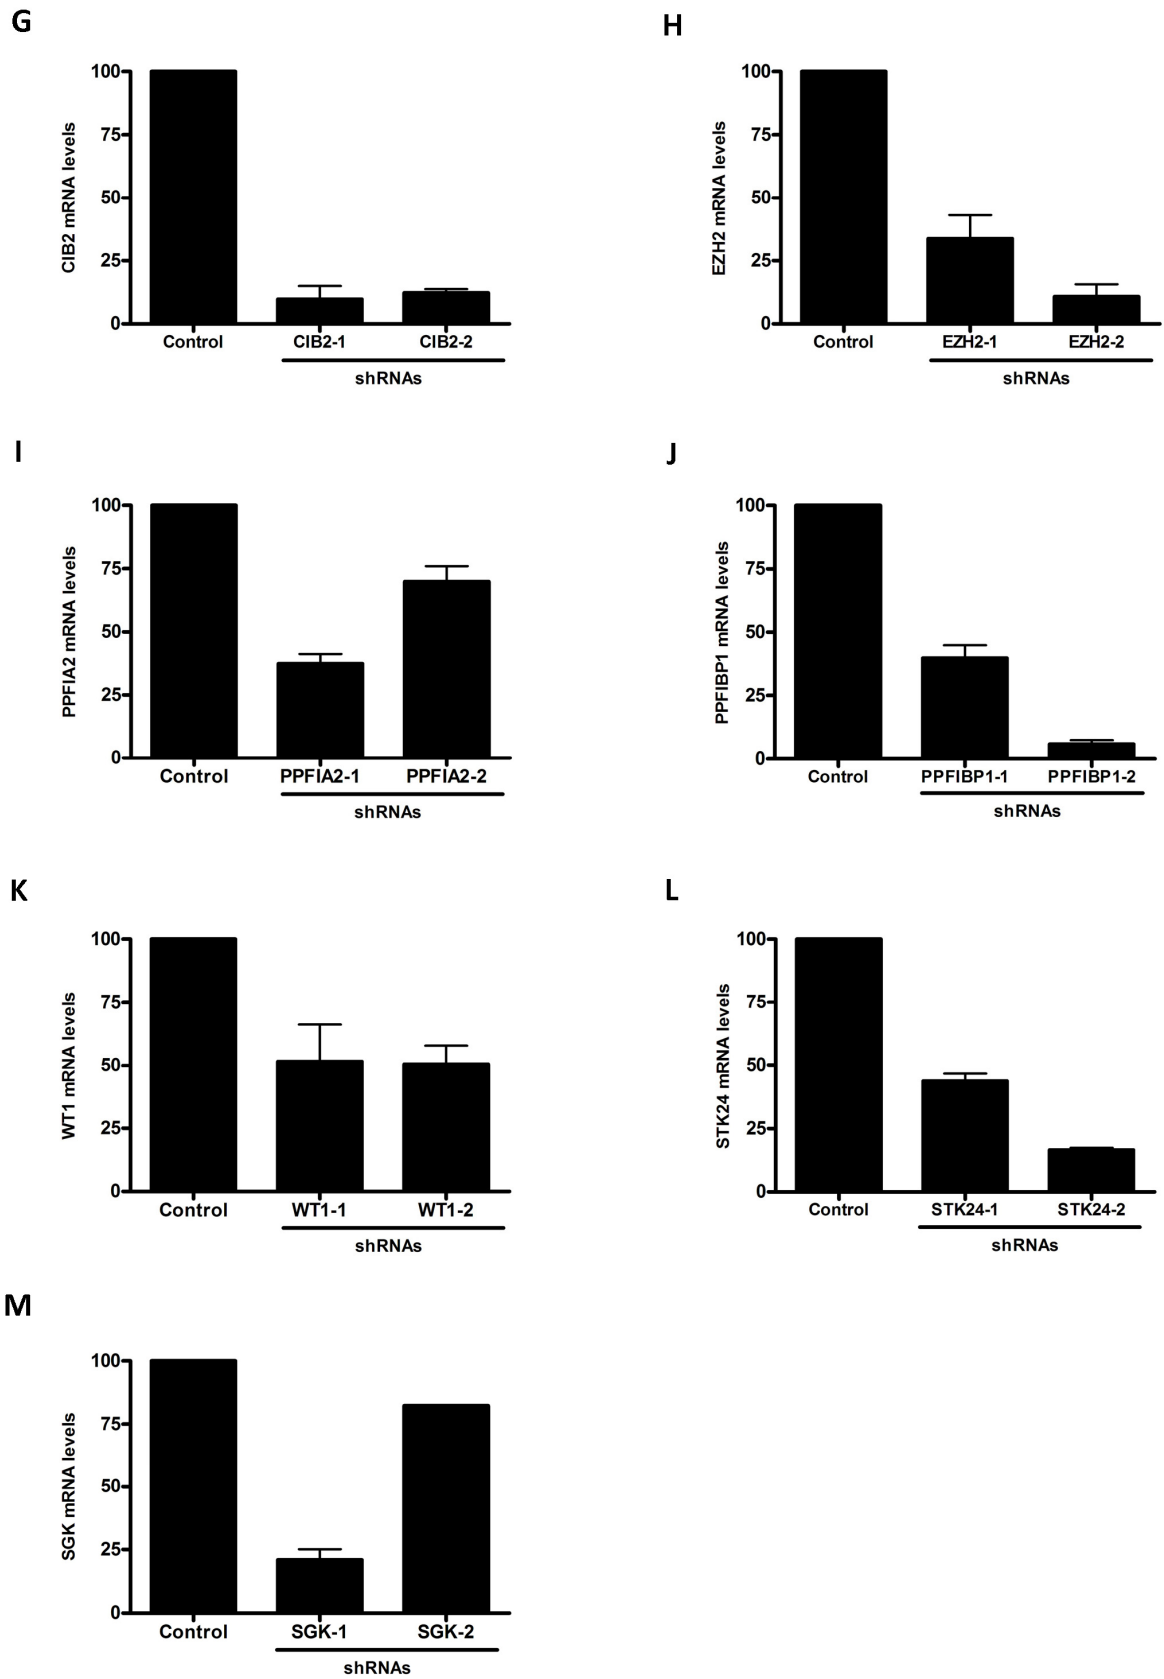 G
CIB2 mRNA levels
100
75
50
25
0
Control CIB2-1 CIB2-2
shRNAs
H
EZH2 mRNA levels
100
75
50
25
0
Control EZH2-1 EZH2-2
shRNAs
I
PPFIA2 mRNA levels
100
75
50
25
0
Control PPFIA2-1 PPFIA2-2
shRNAs
J
PPFIBP1 mRNA levels
100
75
50
25
0
Control PPFIBP1-1 PPFIBP1-2
shRNAs
K
WT1 mRNA levels
100
75
50
25
0
Control WT1-1 WT1-2
shRNAs
L
STK24 mRNA levels
100
75
50
25
0
Control STK24-1 STK24-2
shRNAs
M
SGK mRNA levels
100
75
50
25
0
Control SGK-1 SGK-2
shRNAs